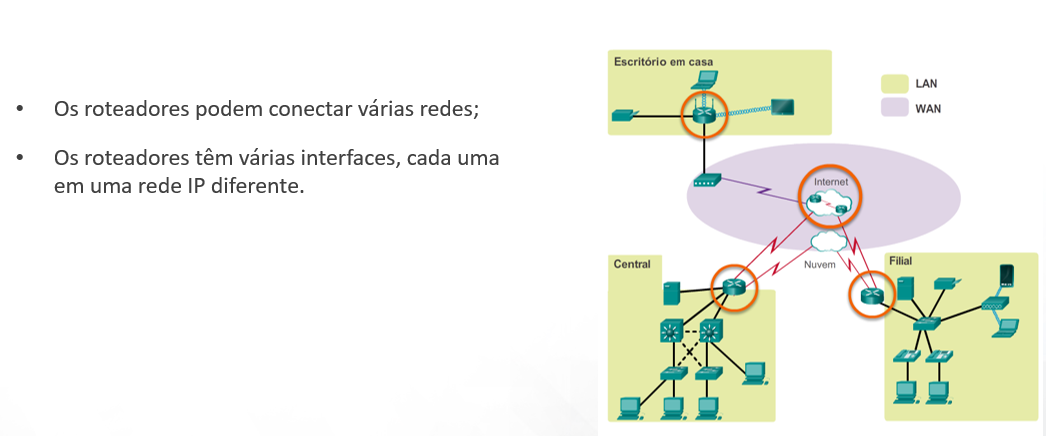 • Os roteadores podem conectar várias redes;
• Os roteadores têm várias interfaces, cada uma
em uma rede IP diferente.
Escritório em casa
LAN
WAN
Internet
Nuvem
Central
Filial